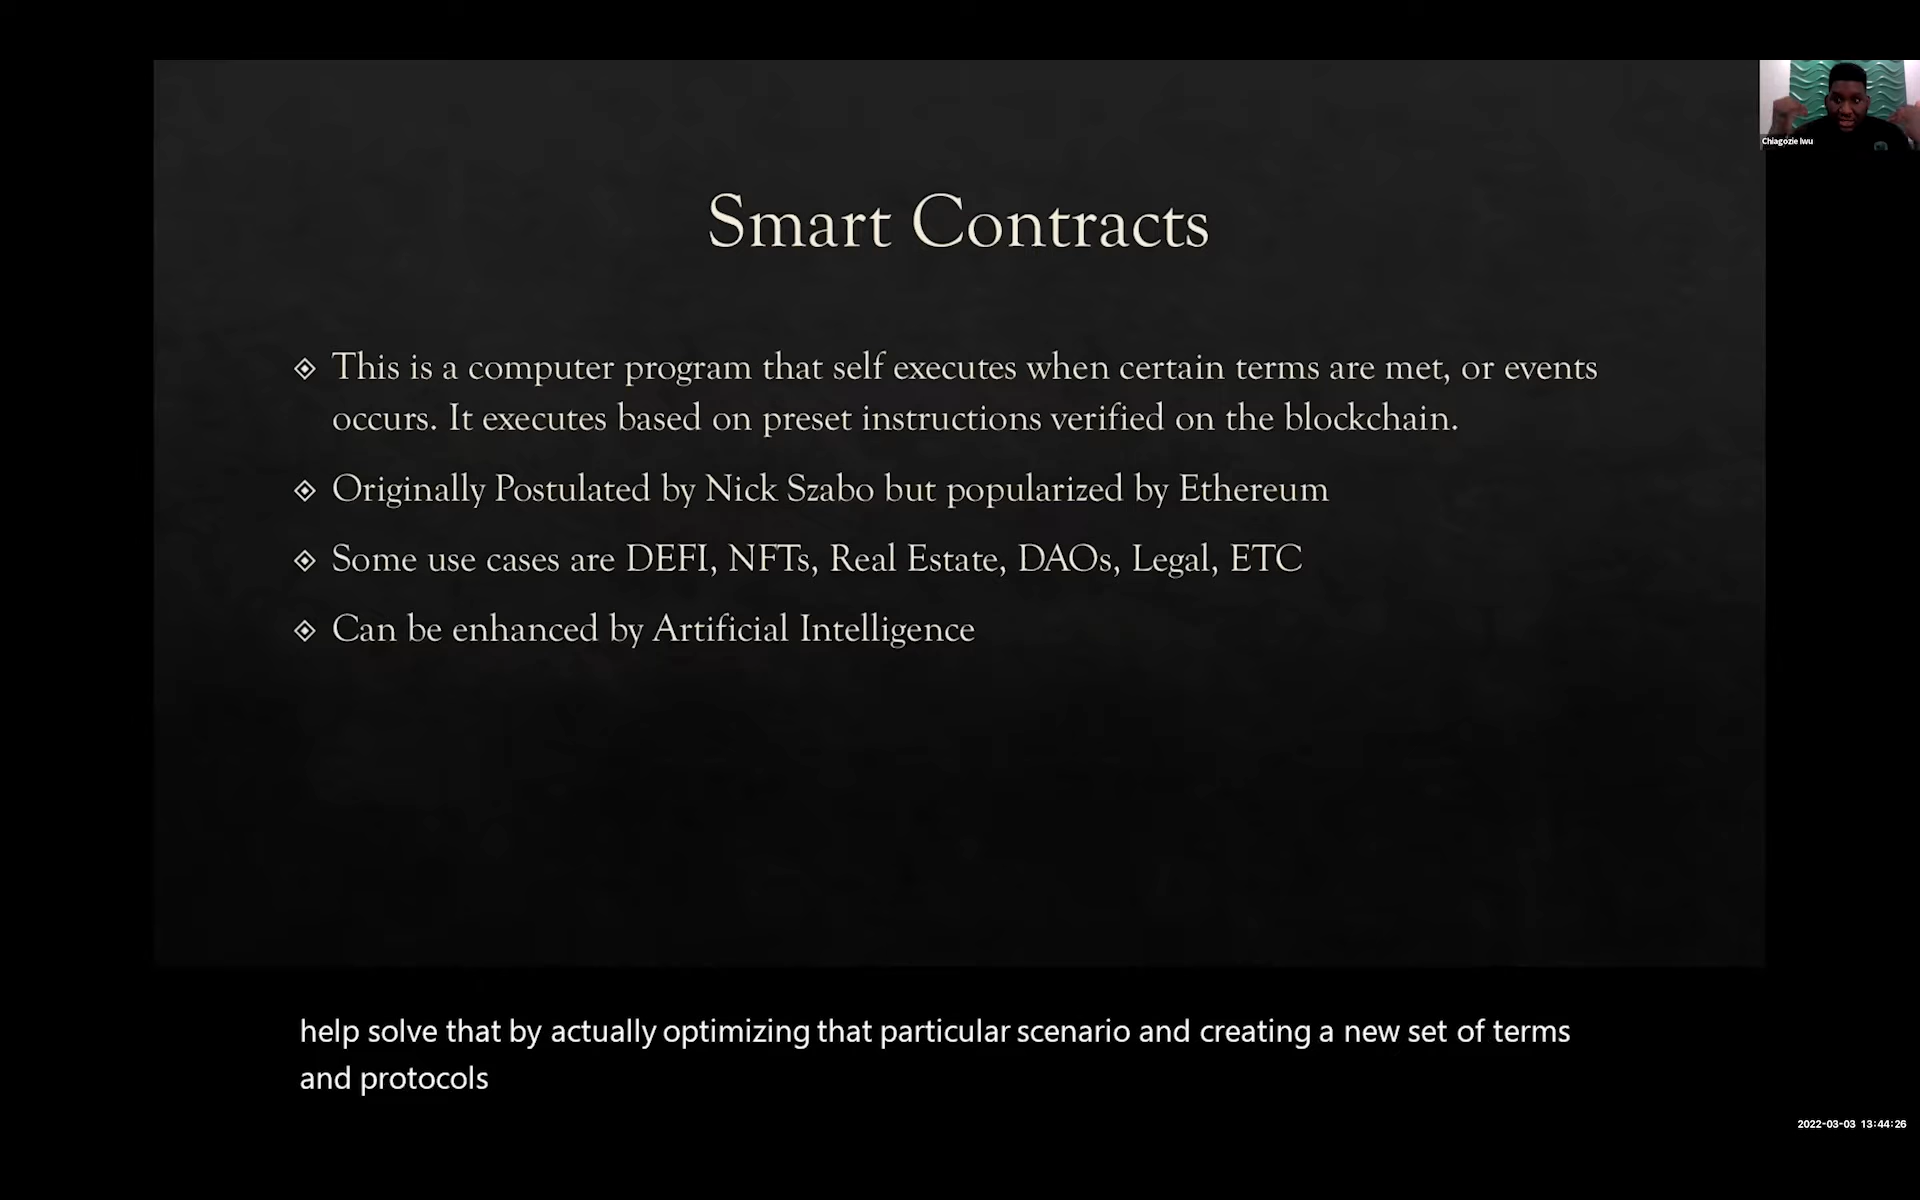 Chiagozie Iwu
Smart Contracts
This is a computer program that self executes when certain terms are met, or events
occurs. It executes based on preset instructions verified on the blockchain.
Originally Postulated by Nick Szabo but popularized by Ethereum
Some use cases are DEFI, NFTs, Real Estate, DAOs, Legal, ETC
Can be enhanced by Artificial Intelligence
help solve that by actually optimizing that particular scenario and creating a new set of terms
and protocols
2022-03-03 13:44:26